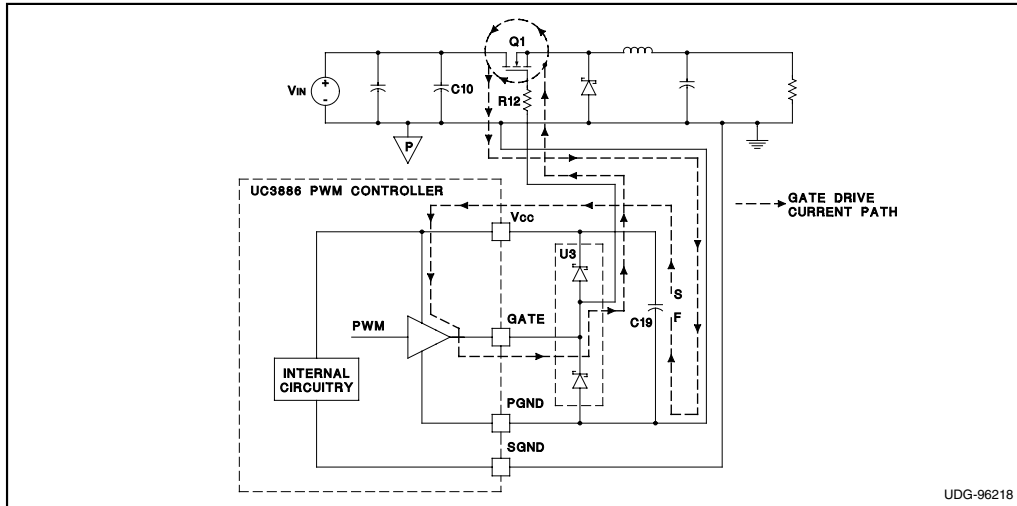 Q1
VIN
+
-
C10
R12
P
UC3886 PWM CONTROLLER
GATE DRIVE
CURRENT PATH
Vcc
U3
S
F
C19
GATE
PWM
INTERNAL
CIRCUITRY
PGND
SGND
UDG-96218